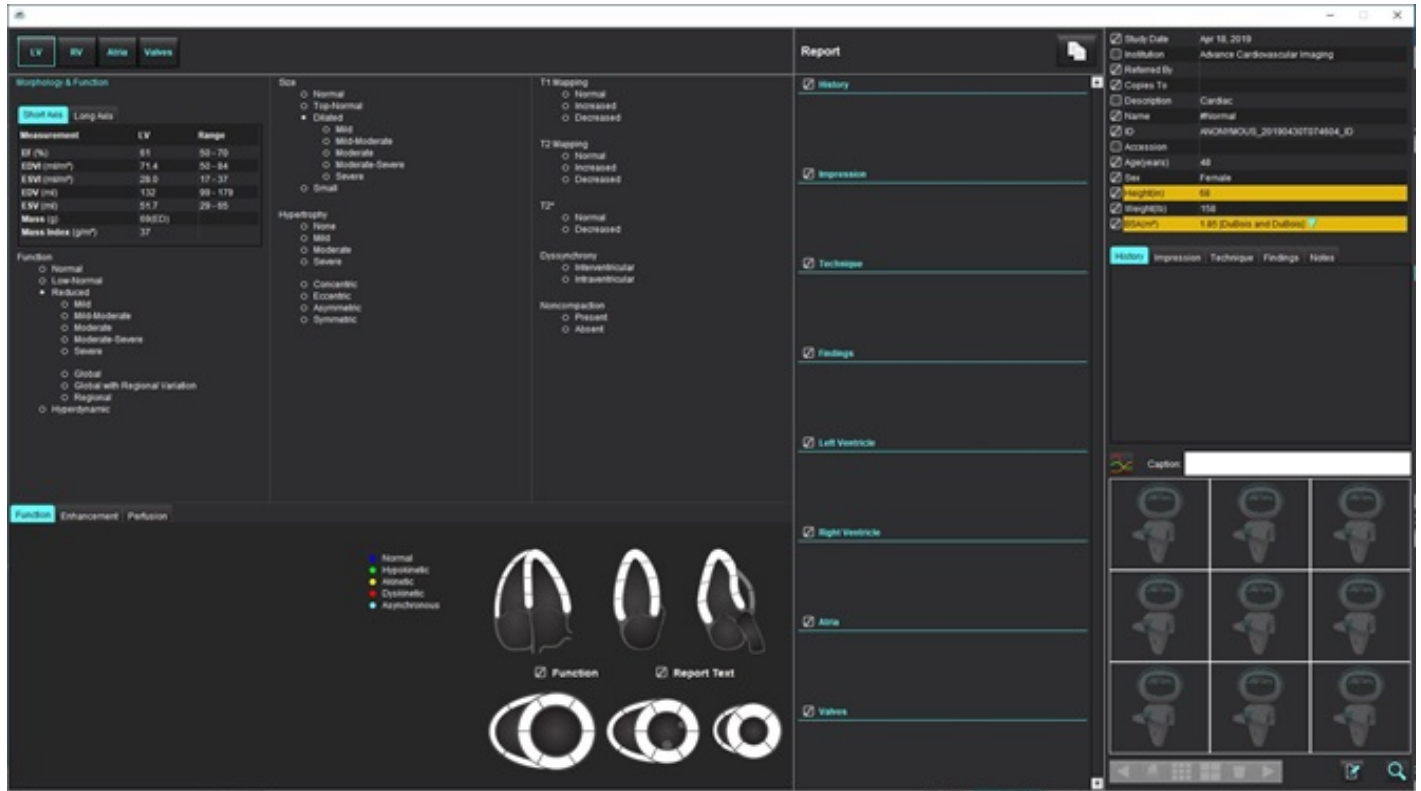 LV RV Atria Valves
Morphology & Function
Short Axis Long Axis
Measurement LV Range
EF (%) 61 50 - 70
EDVI (ml/m²) 71.4 50 - 84
ESVI (ml/m²) 28.0 17 - 37
EDV (ml) 132 99 - 179
ESV (ml) 51.7 29 - 65
Mass (g) 69(ED)
Mass Index (g/m²) 37
Function
Normal
Low-Normal
Reduced
Mild
Mild-Moderate
Moderate
Moderate-Severe
Severe
Global
Global with Regional Variation
Regional
Hyperdynamic
Size
Normal
Top-Normal
Dilated
Mild
Mild-Moderate
Moderate
Moderate-Severe
Severe
Small
Hypertrophy
None
Mild
Moderate
Severe
Concentric
Eccentric
Asymmetric
Symmetric
T1 Mapping
Normal
Increased
Decreased
T2 Mapping
Normal
Increased
Decreased
T2*
Normal
Decreased
Dyssynchrony
Interventricular
Intraventricular
Noncompaction
Present
Absent
Function Enhancement Perfusion
Normal
Hypokinetic
Akinetic
Dyskinetic
Asynchronous
Function Report Text
Report
History
Impression
Technique
Findings
Left Ventricle
Right Ventricle
Atria
Valves
Study Date Apr 18, 2019
Institution Advance Cardiovascular Imaging
Referred By
Copies To
Description Cardiac
Name #Normal
ID ANONYMOUS_20190430T074604_ID
Accession
Age(years) 48
Sex Female
Height(in) 68
Weight(lb) 158
BSA(m²) 1.85 [DuBois and DuBois]
History Impression Technique Findings Notes
Caption: